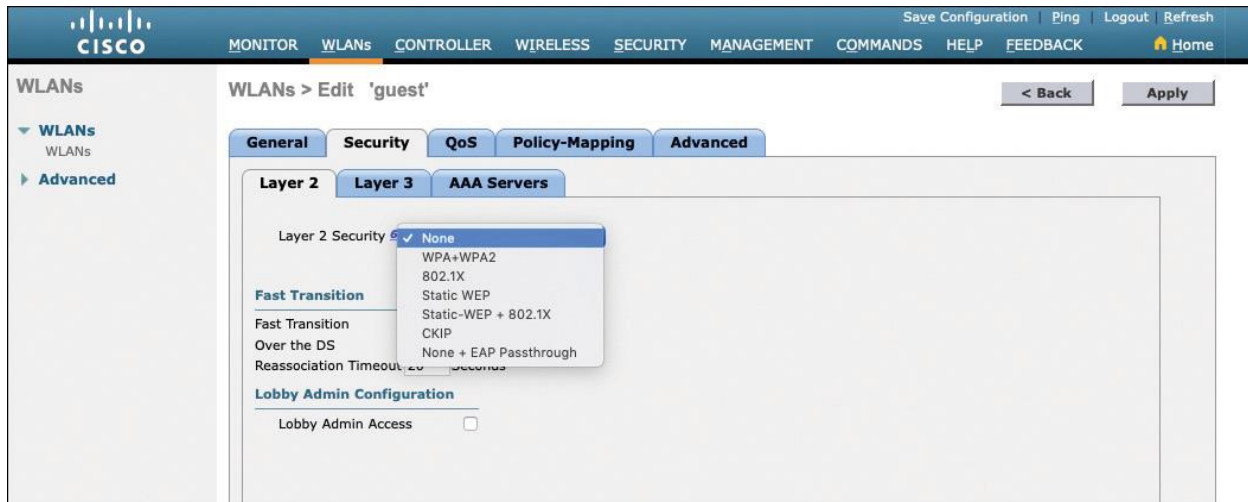 Save Configuration | Ping | Logout | Refresh
CISCO MONITOR WLANs CONTROLLER WIRELESS SECURITY MANAGEMENT COMMANDS HELP FEEDBACK Home
WLANs
WLANs
WLANs
Advanced
WLANs > Edit 'guest'
< Back Apply
General Security QoS Policy-Mapping Advanced
Layer 2 Layer 3 AAA Servers
Layer 2 Security 6 ✓ None
WPA+WPA2
802.1X
Static WEP
Static-WEP + 802.1X
CKIP
None + EAP Passthrough
Fast Transition
Fast Transition
Over the DS
Reassociation Timeout 20 Seconds
Lobby Admin Configuration
Lobby Admin Access